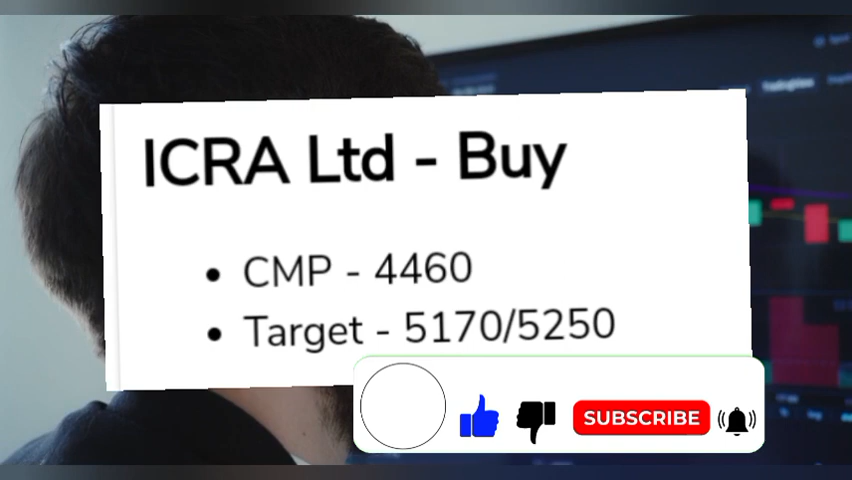 ICRA Ltd - Buy
• CMP - 4460
• Target - 5170/5250
SUBSCRIBE